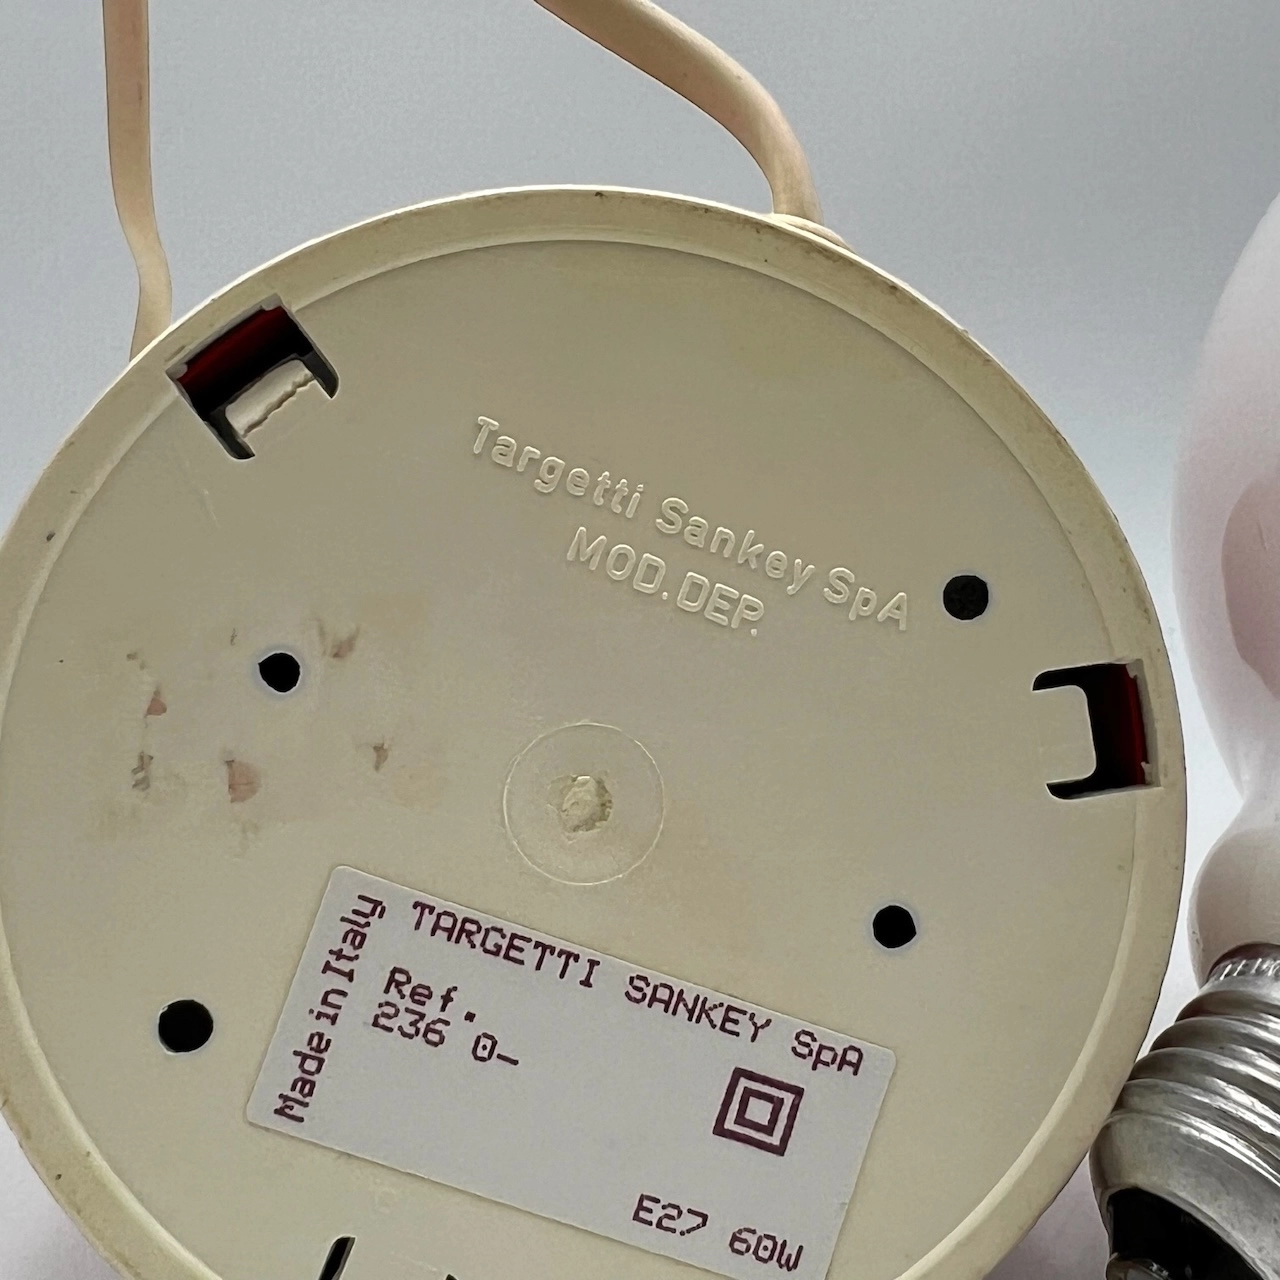 Targetti Sankey SpA
MOD.DEP.
Made in Italy
TARGETTI SANKEY SpA
Ref.
236 0-
E27 60W